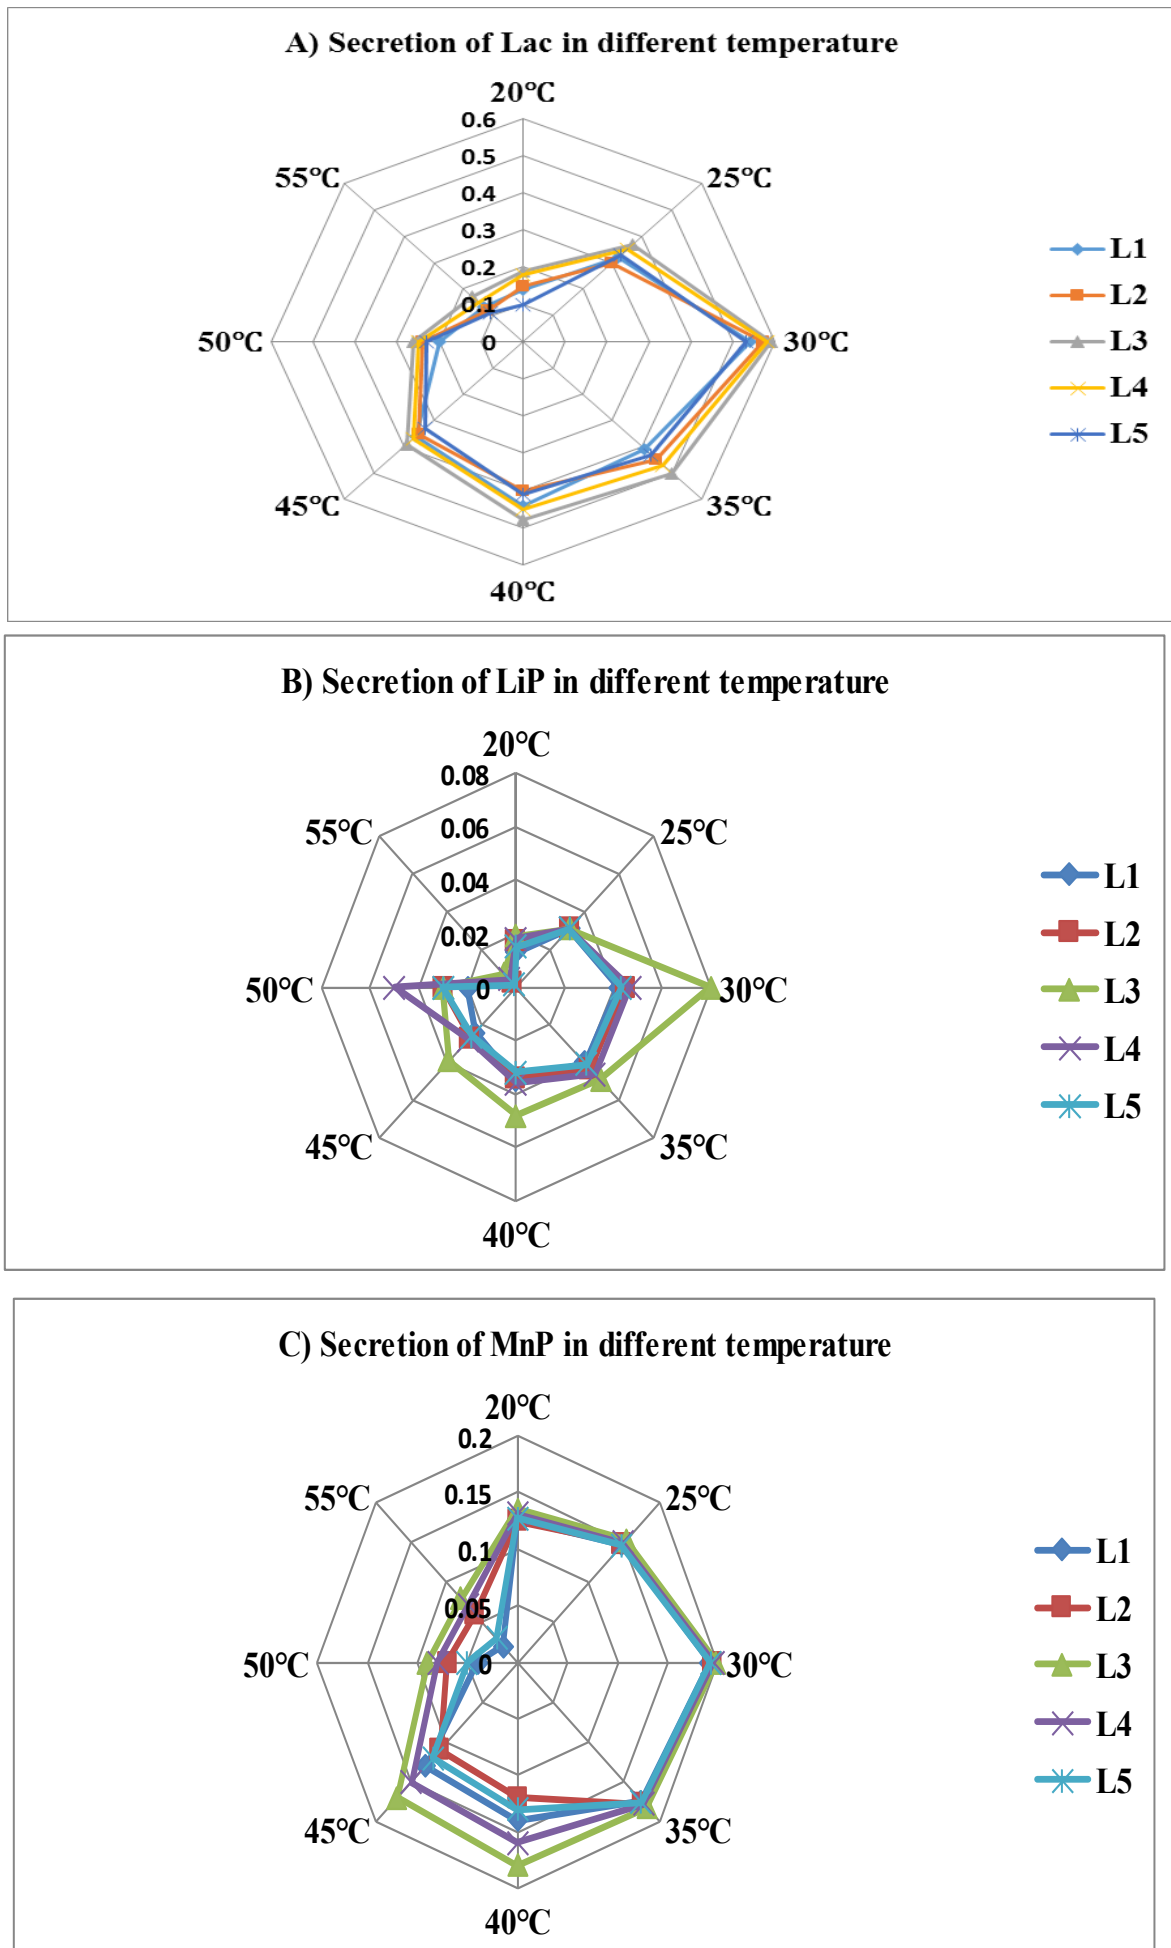 A) Secretion of Lac in different temperature
20℃
0.6
0.5
0.4
0.3
0.2
0.1
0
25℃
30℃
35℃
40℃
45℃
50℃
55℃
L1
L2
L3
L4
L5
B) Secretion of LiP in different temperature
20℃
0.08
0.06
0.04
0.02
0
25℃
30℃
35℃
40℃
45℃
50℃
55℃
L1
L2
L3
L4
L5
C) Secretion of MnP in different temperature
20℃
0.2
0.15
0.1
0.05
0
25℃
30℃
35℃
40℃
45℃
50℃
55℃
L1
L2
L3
L4
L5